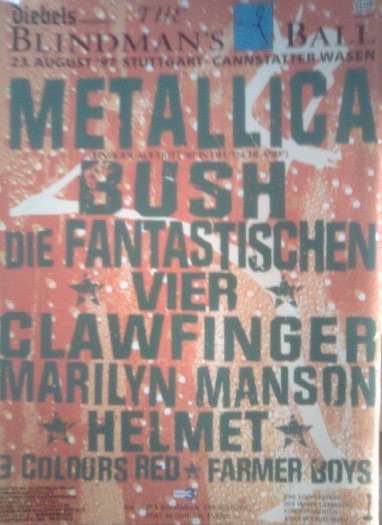 Diebels THE
BLINDMAN'S BALL
23. AUGUST '97 STUTTGART - CANNSTATTER WASEN
METALLICA
BUSH
DIE FANTASTISCHEN
★ VIER ★
CLAWFINGER
MARILYN MANSON
★ HELMET ★
3 COLOURS RED ★ FARMER BOYS